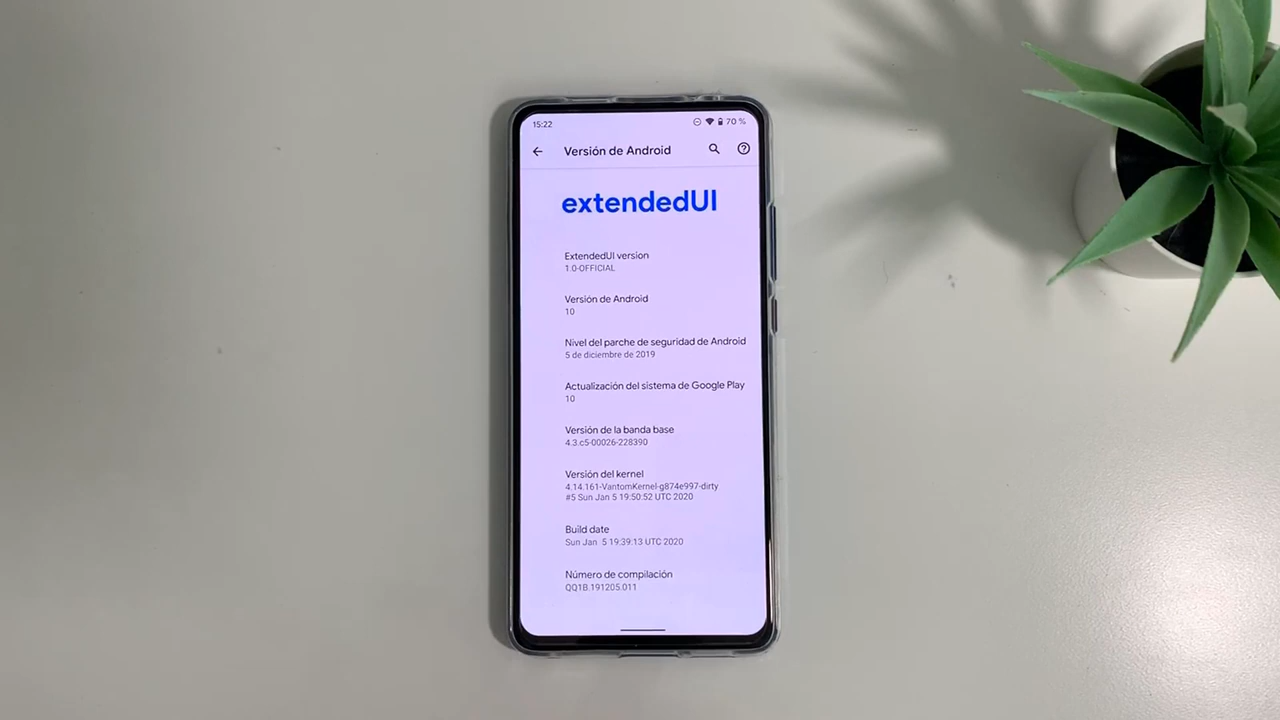 15:22
70 %
Versión de Android
extendedUI
ExtendedUI version
1.0-OFFICIAL
Versión de Android
10
Nivel del parche de seguridad de Android
5 de diciembre de 2019
Actualización del sistema de Google Play
10
Versión de la banda base
4.3.c5-00026-228390
Versión del kernel
4.14.161-VantomKernel-g874e997-dirty
#5 Sun Jan 5 19:50:52 UTC 2020
Build date
Sun Jan  5 19:39:13 UTC 2020
Número de compilación
QQ1B.191205.011